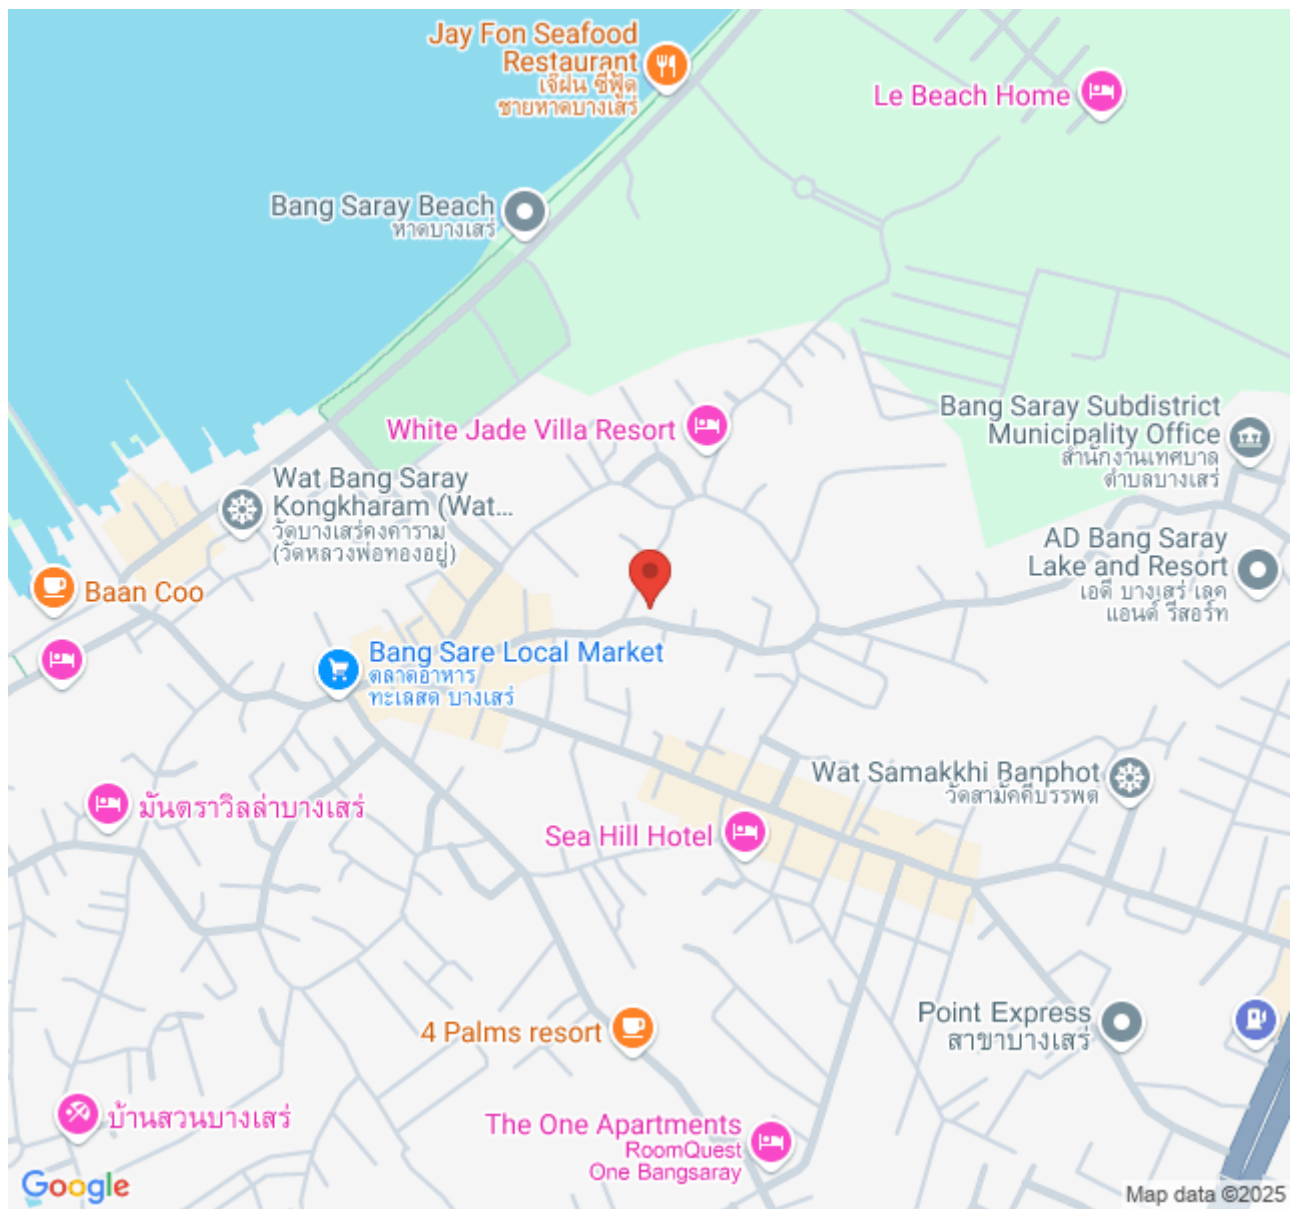 Jay Fon Seafood
Restaurant
เจ๊ฝน ซีฟู้ด
ชายหาดบางเสร่
Le Beach Home
Bang Saray Beach
หาดบางเสร่
White Jade Villa Resort
Bang Saray Subdistrict
Municipality Office
สำนักงานเทศบาล
ตำบลบางเสร่
Wat Bang Saray
Kongkharam (Wat...
วัดบางเสร่คงคาราม
(วัดหลวงพ่อทองอยู่)
AD Bang Saray
Lake and Resort
เอดี บางเสร่ เลค
แอนด์ รีสอร์ท
Baan Coo
Bang Sare Local Market
ตลาดอาหาร
ทะเลสด บางเสร่
Wat Samakkhi Banphot
วัดสามัคคีบรรพต
มันตราวิลล่าบางเสร่
Sea Hill Hotel
Point Express
สาขาบางเสร่
4 Palms resort
บ้านสวนบางเสร่
The One Apartments
RoomQuest
One Bangsaray
Google
Map data ©2025